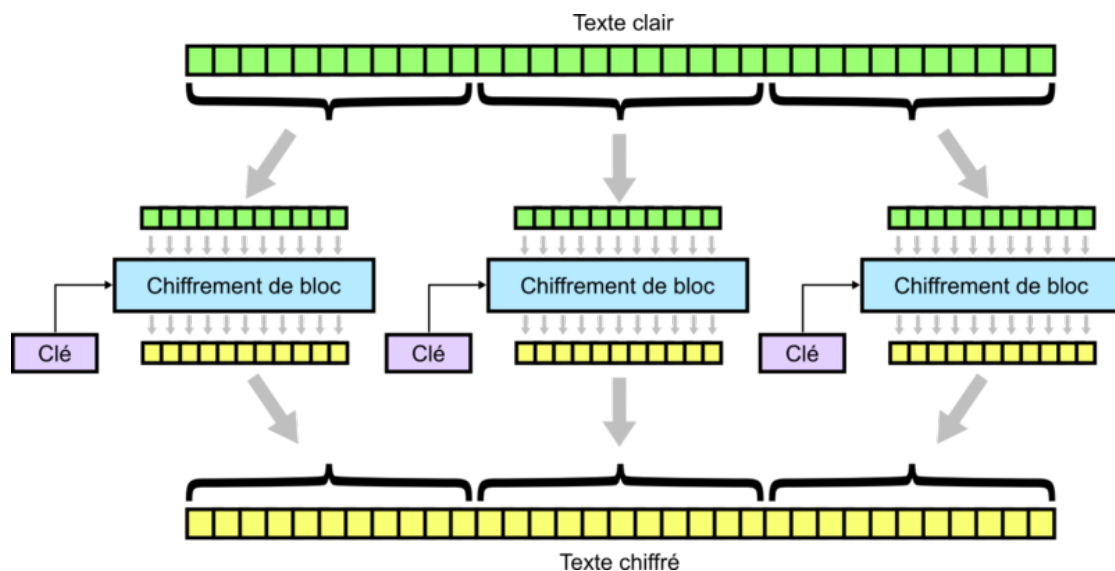 Texte clair
Chiffrement de bloc
Chiffrement de bloc
Chiffrement de bloc
Clé
Clé
Clé
Texte chiffré